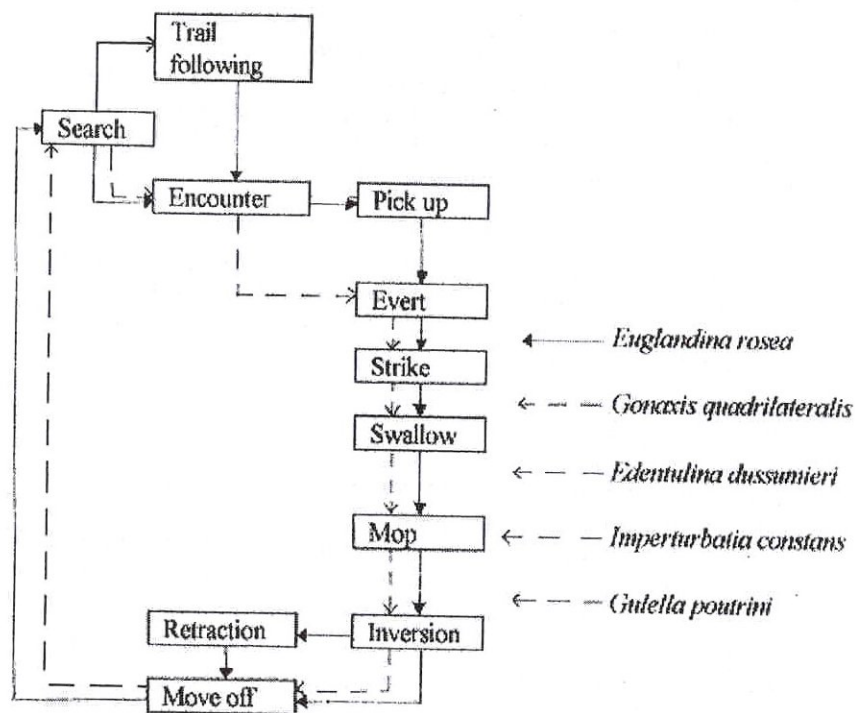 Trail
following
Search
Encounter
Pick up
Evert
Strike
Euglandina rosea
Swallow
Gonaxis quadrilateralis
Edentulina dussumieri
Mop
Imperturbatia constans
Gulella poutrini
Retraction
Inversion
Move off